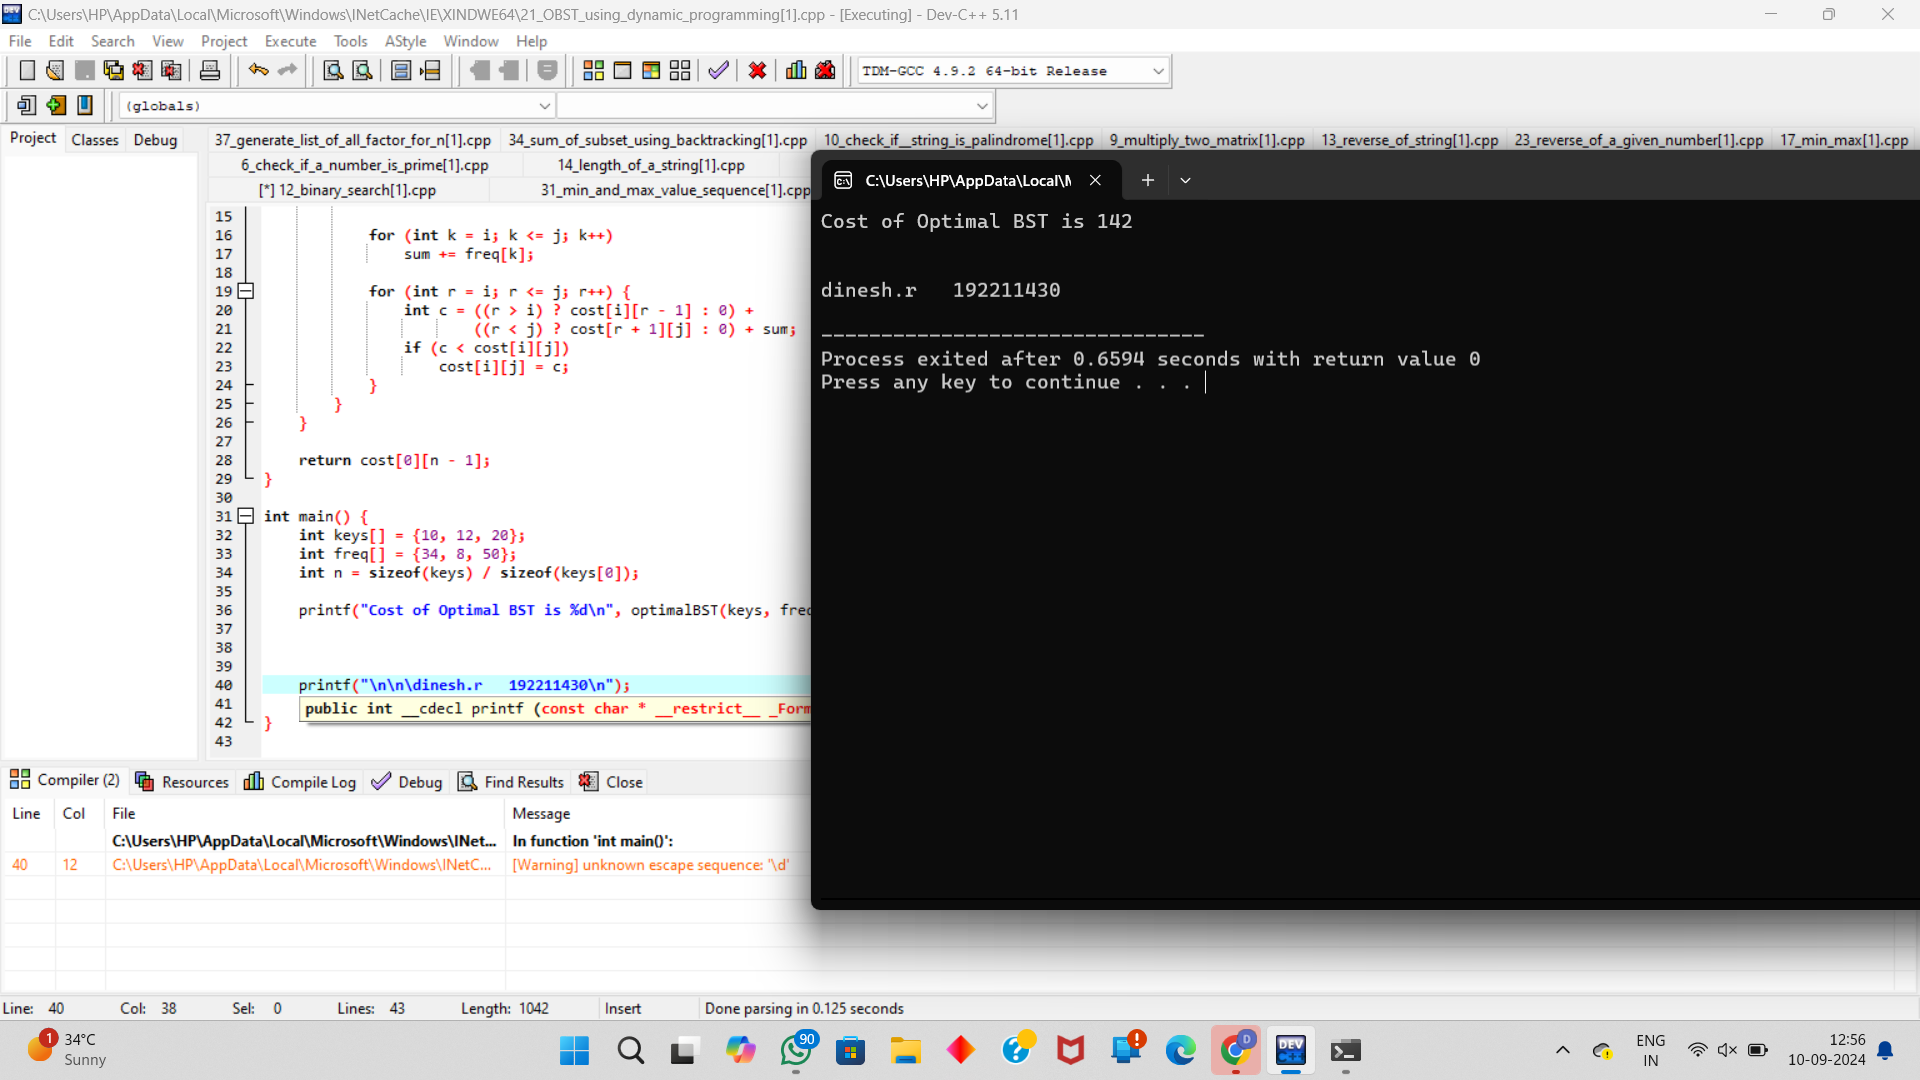 C:\Users\HP\AppData\Local\Microsoft\Windows\INetCache\IE\XINDWE64\21_OBST_using_dynamic_programming[1].cpp - [Executing] - Dev-C++ 5.11
File Edit Search View Project Execute Tools AStyle Window Help
TDM-GCC 4.9.2 64-bit Release
(globals)
Project Classes Debug
37_generate_list_of_all_factor_for_n[1].cpp 34_sum_of_subset_using_backtracking[1].cpp 10_check_if__string_is_palindrome[1].cpp 9_multiply_two_matrix[1].cpp 13_reverse_of_string[1].cpp 23_reverse_of_a_given_number[1].cpp 17_min_max[1].cpp
6_check_if_a_number_is_prime[1].cpp 14_length_of_a_string[1].cpp
[*] 12_binary_search[1].cpp 31_min_and_max_value_sequence[1].cpp
15
16 for (int k = i; k <= j; k++)
17 sum += freq[k];
18
19 for (int r = i; r <= j; r++) {
20 int c = ((r > i) ? cost[i][r - 1] : 0) +
21 ((r < j) ? cost[r + 1][j] : 0) + sum;
22 if (c < cost[i][j])
23 cost[i][j] = c;
24 }
25 }
26 }
27
28 return cost[0][n - 1];
29 }
30
31 int main() {
32 int keys[] = {10, 12, 20};
33 int freq[] = {34, 8, 50};
34 int n = sizeof(keys) / sizeof(keys[0]);
35
36 printf("Cost of Optimal BST is %d\n", optimalBST(keys, freq
37
38
39
40 printf("\n\n\dinesh.r   192211430\n");
41 public int __cdecl printf (const char * __restrict__ _Form
42 }
43
C:\Users\HP\AppData\Local\M
Cost of Optimal BST is 142
dinesh.r   192211430
--------------------------------
Process exited after 0.6594 seconds with return value 0
Press any key to continue . . .
Compiler (2) Resources Compile Log Debug Find Results Close
Line Col File Message
C:\Users\HP\AppData\Local\Microsoft\Windows\INet... In function 'int main()':
40 12 C:\Users\HP\AppData\Local\Microsoft\Windows\INetC... [Warning] unknown escape sequence: '\d'
Line: 40 Col: 38 Sel: 0 Lines: 43 Length: 1042 Insert Done parsing in 0.125 seconds
1 34°C
Sunny
90
D
DEV
C++
ENG
IN
12:56
10-09-2024